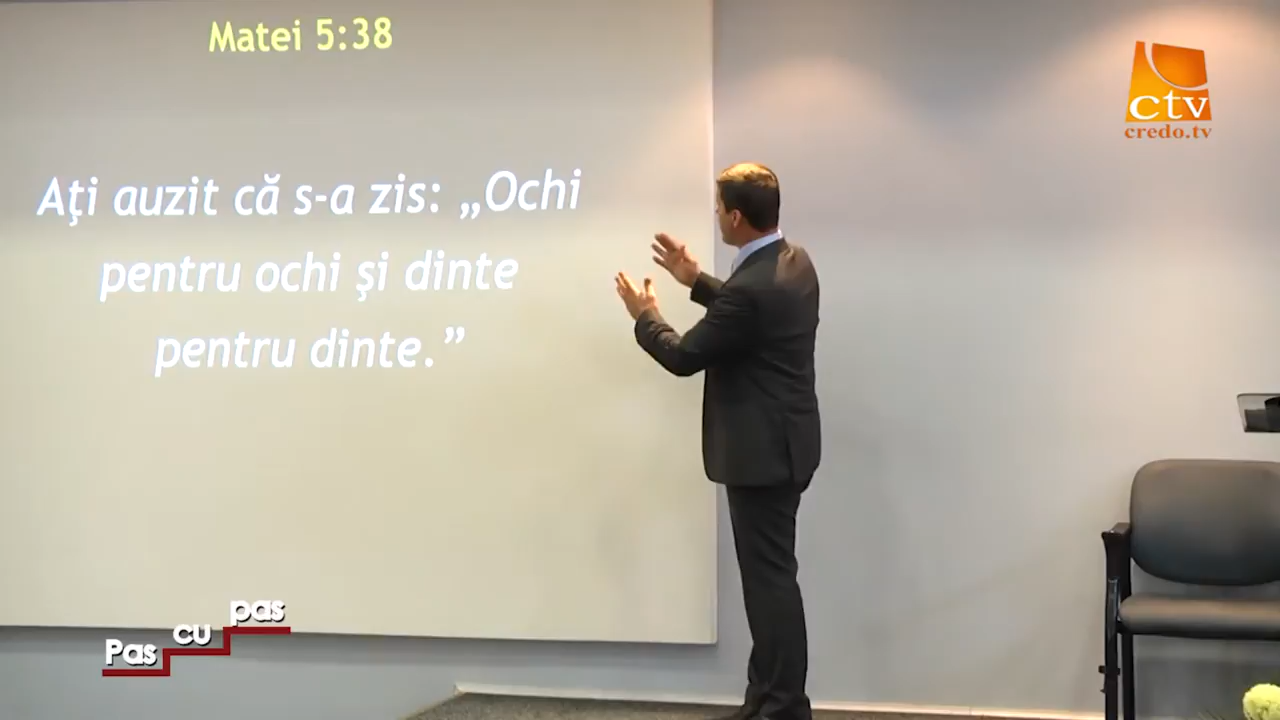 Matei 5:38
Aţi auzit că s-a zis: „Ochi
pentru ochi şi dinte
pentru dinte.”
ctv
credo.tv
Pas cu pas